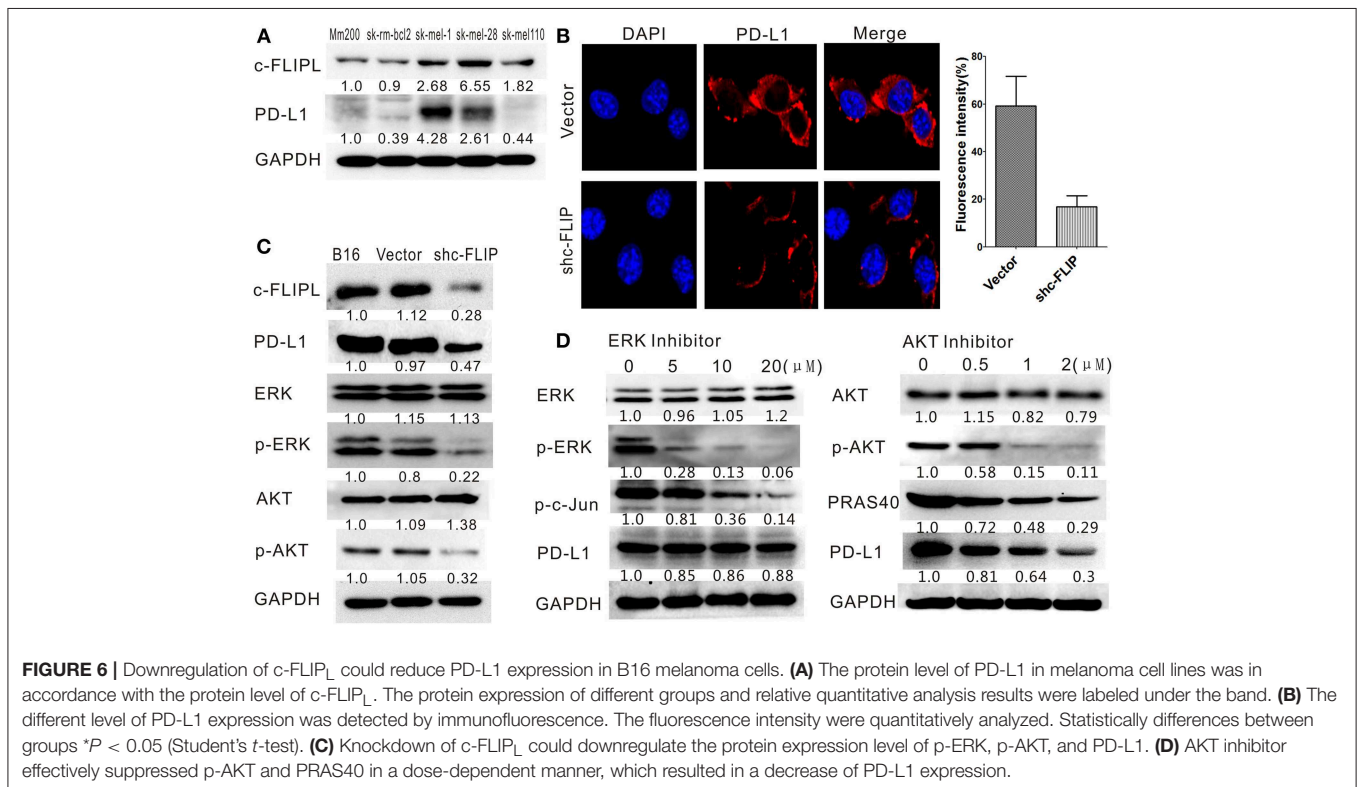 A
Mm200 sk-rm-bcl2 sk-mel-1 sk-mel-28 sk-mel110
c-FLIPL
1.0 0.9 2.68 6.55 1.82
PD-L1
1.0 0.39 4.28 2.61 0.44
GAPDH
B
DAPI PD-L1 Merge
Vector
shc-FLIP
Fluorescence intensity(%)
80
60
40
20
0
Vector
shc-FLIP
C
B16 Vector shc-FLIP
c-FLIPL
1.0 1.12 0.28
PD-L1
1.0 0.97 0.47
ERK
1.0 1.15 1.13
p-ERK
1.0 0.8 0.22
AKT
1.0 1.09 1.38
p-AKT
1.0 1.05 0.32
GAPDH
D
ERK Inhibitor
0 5 10 20(μM)
ERK
1.0 0.96 1.05 1.2
p-ERK
1.0 0.28 0.13 0.06
p-c-Jun
1.0 0.81 0.36 0.14
PD-L1
1.0 0.85 0.86 0.88
GAPDH
AKT Inhibitor
0 0.5 1 2(μM)
AKT
1.0 1.15 0.82 0.79
p-AKT
1.0 0.58 0.15 0.11
PRAS40
1.0 0.72 0.48 0.29
PD-L1
1.0 0.81 0.64 0.3
GAPDH
FIGURE 6 | Downregulation of c-FLIPL could reduce PD-L1 expression in B16 melanoma cells. (A) The protein level of PD-L1 in melanoma cell lines was in
accordance with the protein level of c-FLIPL. The protein expression of different groups and relative quantitative analysis results were labeled under the band. (B) The
different level of PD-L1 expression was detected by immunofluorescence. The fluorescence intensity were quantitatively analyzed. Statistically differences between
groups *P < 0.05 (Student's t-test). (C) Knockdown of c-FLIPL could downregulate the protein expression level of p-ERK, p-AKT, and PD-L1. (D) AKT inhibitor
effectively suppressed p-AKT and PRAS40 in a dose-dependent manner, which resulted in a decrease of PD-L1 expression.